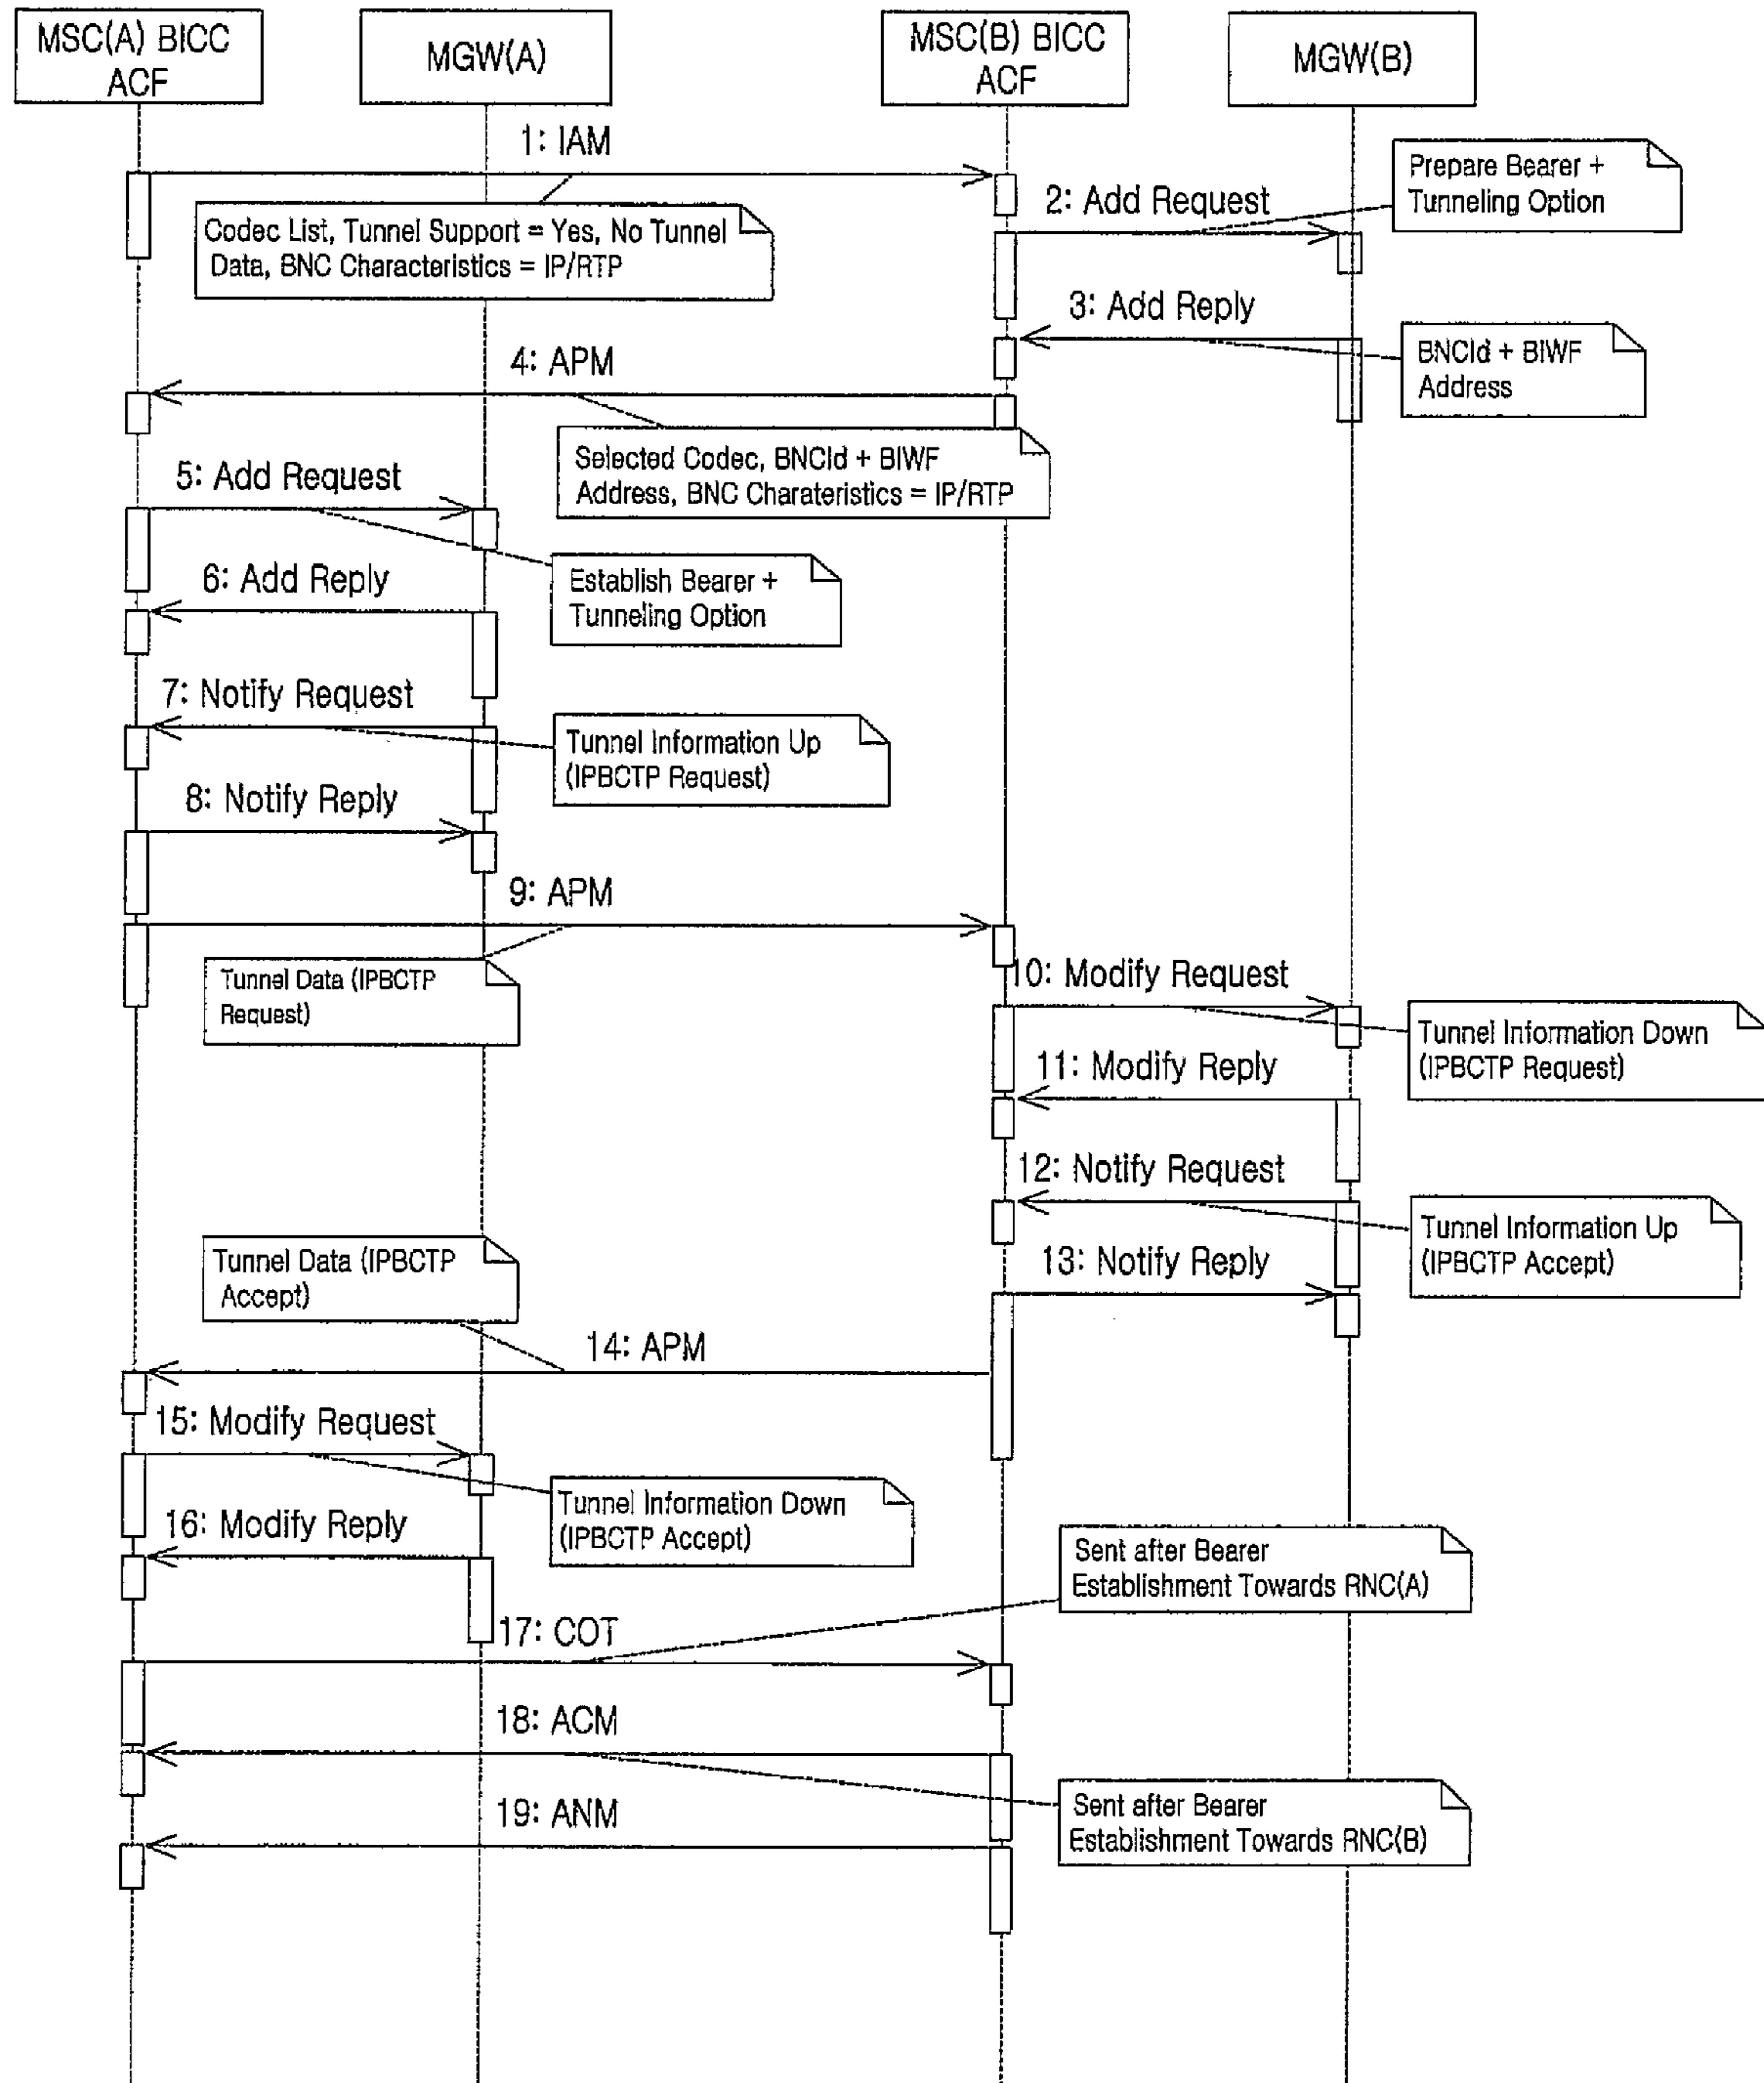 MSC(A) BICC
ACF
MGW(A)
MSC(B) BICC
ACF
MGW(B)
1: IAM
Prepare Bearer +
Tunneling Option
2: Add Request
Codec List, Tunnel Support = Yes, No Tunnel
Data, BNC Characteristics = IP/RTP
3: Add Reply
BNCId + BIWF
Address
4: APM
Selected Codec, BNCId + BIWF
Address, BNC Charateristics = IP/RTP
5: Add Request
Establish Bearer +
Tunneling Option
6: Add Reply
7: Notify Request
Tunnel Information Up
(IPBCTP Request)
8: Notify Reply
9: APM
Tunnel Data (IPBCTP
Request)
10: Modify Request
Tunnel Information Down
(IPBCTP Request)
11: Modify Reply
12: Notify Request
Tunnel Information Up
(IPBCTP Accept)
Tunnel Data (IPBCTP
Accept)
13: Notify Reply
14: APM
15: Modify Request
Tunnel Information Down
(IPBCTP Accept)
16: Modify Reply
Sent after Bearer
Establishment Towards RNC(A)
17: COT
18: ACM
19: ANM
Sent after Bearer
Establishment Towards RNC(B)